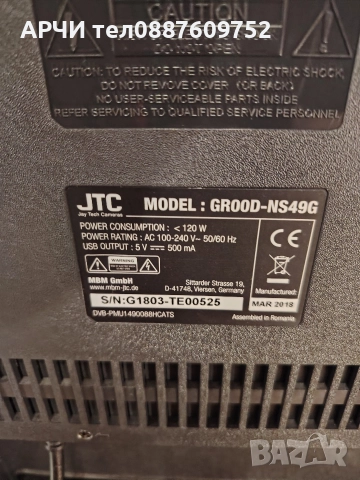 АРЧИ тел0887609752
CAUTION
DO NOT OPEN
CAUTION: TO REDUCE THE RISK OF ELECTRIC SHOCK,
DO NOT REMOVE COVER (OR BACK)
NO USER-SERVICEABLE PARTS INSIDE
REFER SERVICING TO QUALIFIED SERVICE PERSONNEL
JTC
Jay Tech Cameras
MODEL : GR00D-NS49G
POWER CONSUMPTION : < 120 W
POWER RATING : AC 100-240 V~ 50/60 Hz
USB OUTPUT : 5 V 500 mA
CE
MBM GmbH
www.mbm-jtc.de
Sittarder Strasse 19,
D-41748, Viersen, Germany
Manufactured :
MAR 2018
S/N:G1803-TE00525
DVB-PMU1490088HCATS
Assembled in Romania
BAZAR